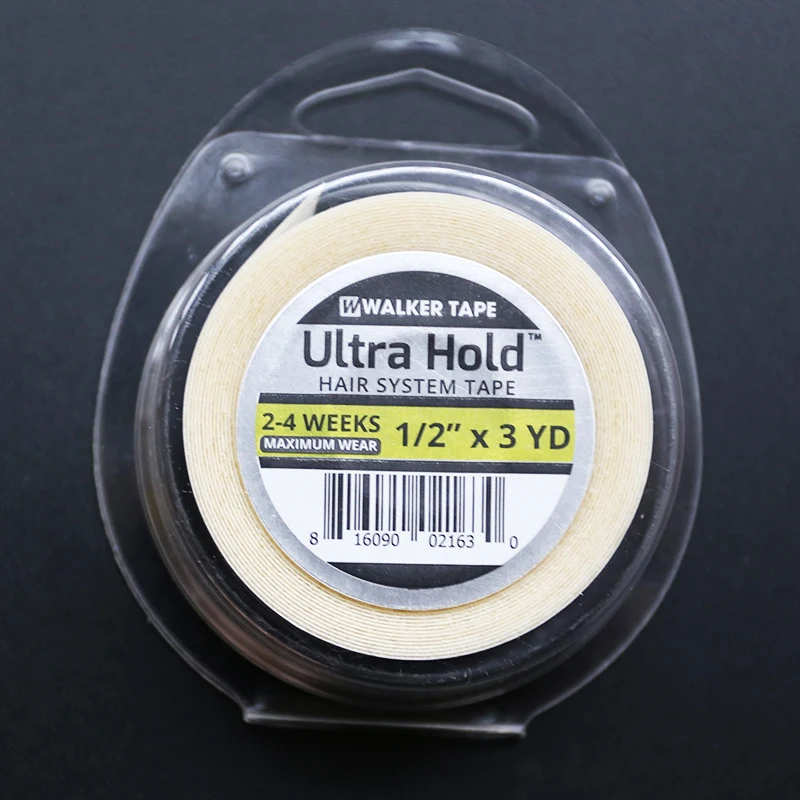 WALKER TAPE
Ultra Hold™
HAIR SYSTEM TAPE
2-4 WEEKS
MAXIMUM WEAR
1/2” x 3 YD
8 16090 02163 0